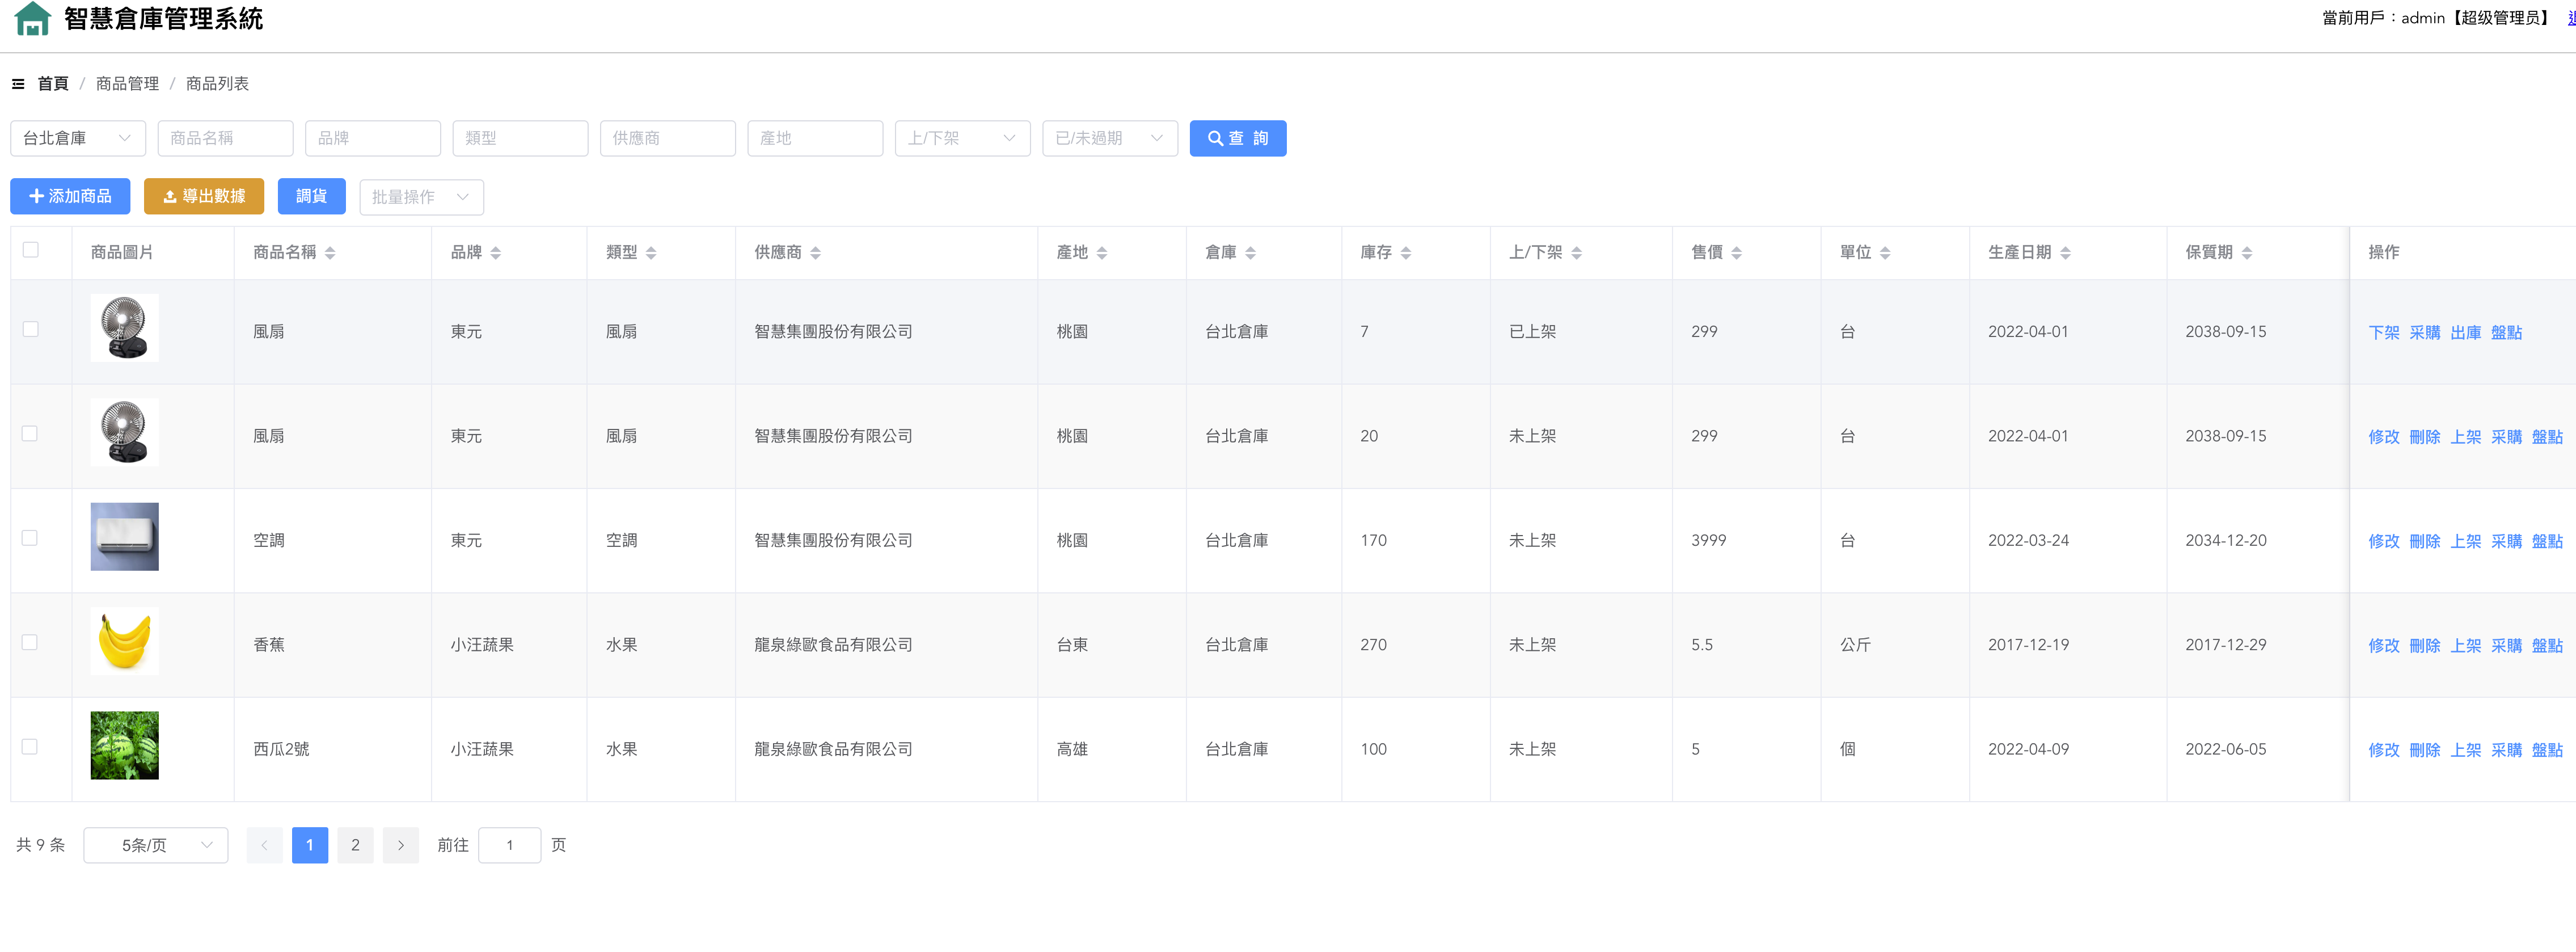 智慧倉庫管理系統
當前用戶：admin【超级管理员】
首頁 / 商品管理 / 商品列表
台北倉庫 商品名稱 品牌 類型 供應商 產地 上/下架 已/未過期 查 詢
添加商品 導出數據 調貨 批量操作
商品圖片 商品名稱 品牌 類型 供應商 產地 倉庫 庫存 上/下架 售價 單位 生產日期 保質期 操作
風扇 東元 風扇 智慧集團股份有限公司 桃園 台北倉庫 7 已上架 299 台 2022-04-01 2038-09-15 下架 采購 出庫 盤點
風扇 東元 風扇 智慧集團股份有限公司 桃園 台北倉庫 20 未上架 299 台 2022-04-01 2038-09-15 修改 刪除 上架 采購 盤點
空調 東元 空調 智慧集團股份有限公司 桃園 台北倉庫 170 未上架 3999 台 2022-03-24 2034-12-20 修改 刪除 上架 采購 盤點
香蕉 小汪蔬果 水果 龍泉綠歐食品有限公司 台東 台北倉庫 270 未上架 5.5 公斤 2017-12-19 2017-12-29 修改 刪除 上架 采購 盤點
西瓜2號 小汪蔬果 水果 龍泉綠歐食品有限公司 高雄 台北倉庫 100 未上架 5 個 2022-04-09 2022-06-05 修改 刪除 上架 采購 盤點
共 9 条 5条/页 1 2 前往 1 页